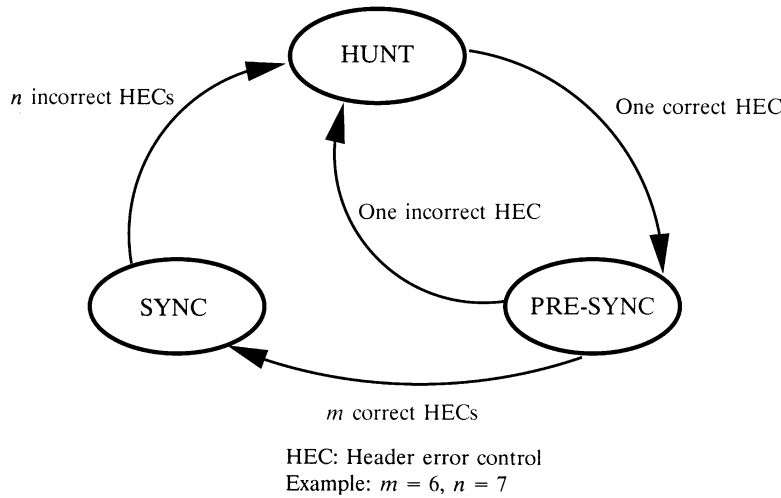 HUNT
n incorrect HECs
One correct HEC
One incorrect HEC
SYNC
PRE-SYNC
m correct HECs
HEC: Header error control
Example: m = 6, n = 7